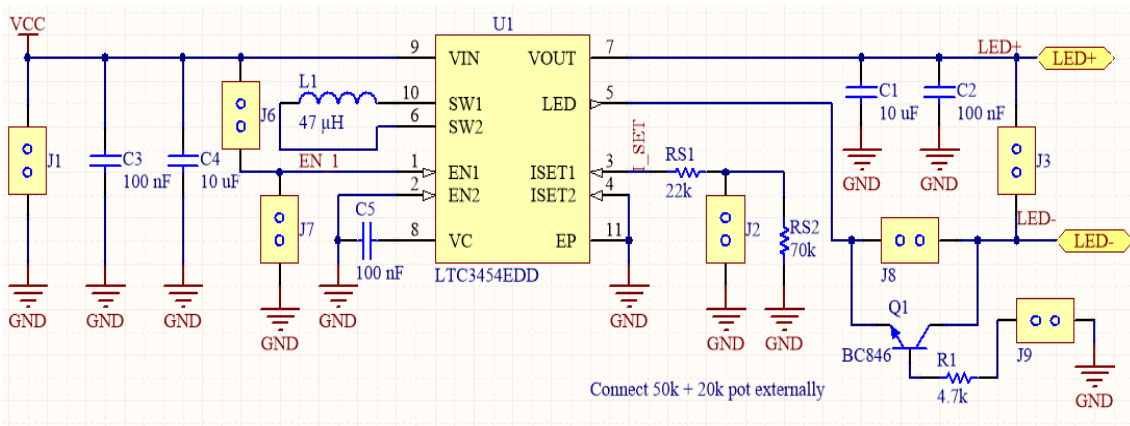 VCC
U1
9
VIN
VOUT
7
LED+
LED+
L1
47 µH
10
SW1
LED
5
6
SW2
C1
10 uF
C2
100 nF
J6
J1
C3
100 nF
C4
10 uF
EN_1
1
EN1
ISET1
3
I_SET
RS1
22k
2
EN2
ISET2
4
J3
GND
GND
J7
C5
100 nF
8
VC
EP
11
J2
RS2
70k
LED-
LED-
J8
LTC3454EDD
GND
GND
GND
GND
GND
GND
GND
GND
Q1
BC846
R1
4.7k
J9
GND
Connect 50k + 20k pot externally